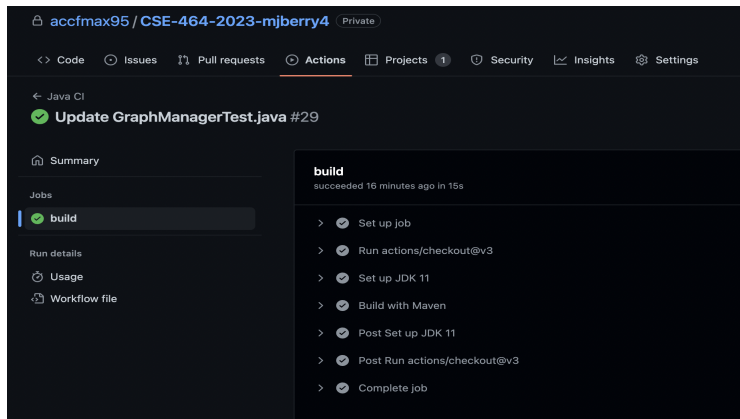 accfmax95 / CSE-464-2023-mjberry4 Private
Code Issues Pull requests Actions Projects 1 Security Insights Settings
← Java CI
Update GraphManagerTest.java #29
Summary
Jobs
build
Run details
Usage
Workflow file
build
succeeded 16 minutes ago in 15s
Set up job
Run actions/checkout@v3
Set up JDK 11
Build with Maven
Post Set up JDK 11
Post Run actions/checkout@v3
Complete job